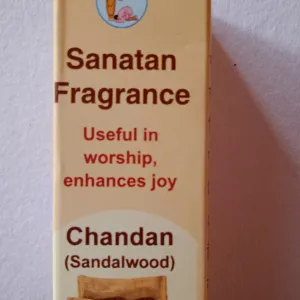 Sanatan
Fragrance
Useful in
worship,
enhances joy
Chandan
(Sandalwood)